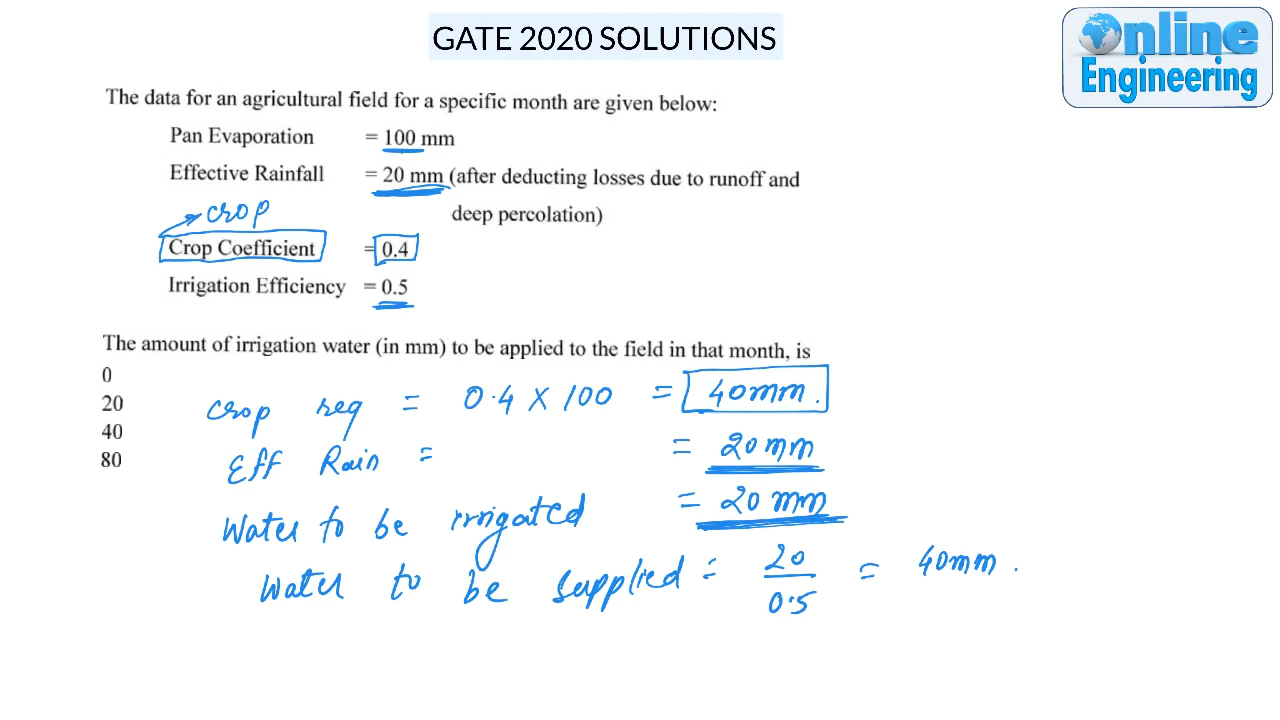 GATE 2020 SOLUTIONS
Online
Engineering
The data for an agricultural field for a specific month are given below:
Pan Evaporation = 100 mm
Effective Rainfall = 20 mm (after deducting losses due to runoff and
deep percolation)
crop
Crop Coefficient = 0.4
Irrigation Efficiency = 0.5
The amount of irrigation water (in mm) to be applied to the field in that month, is
0
20
40
80
crop req = 0.4 X 100 = 40mm.
Eff Rain = = 20mm
Water to be irrigated = 20 mm
Water to be supplied = 20/0.5 = 40mm.